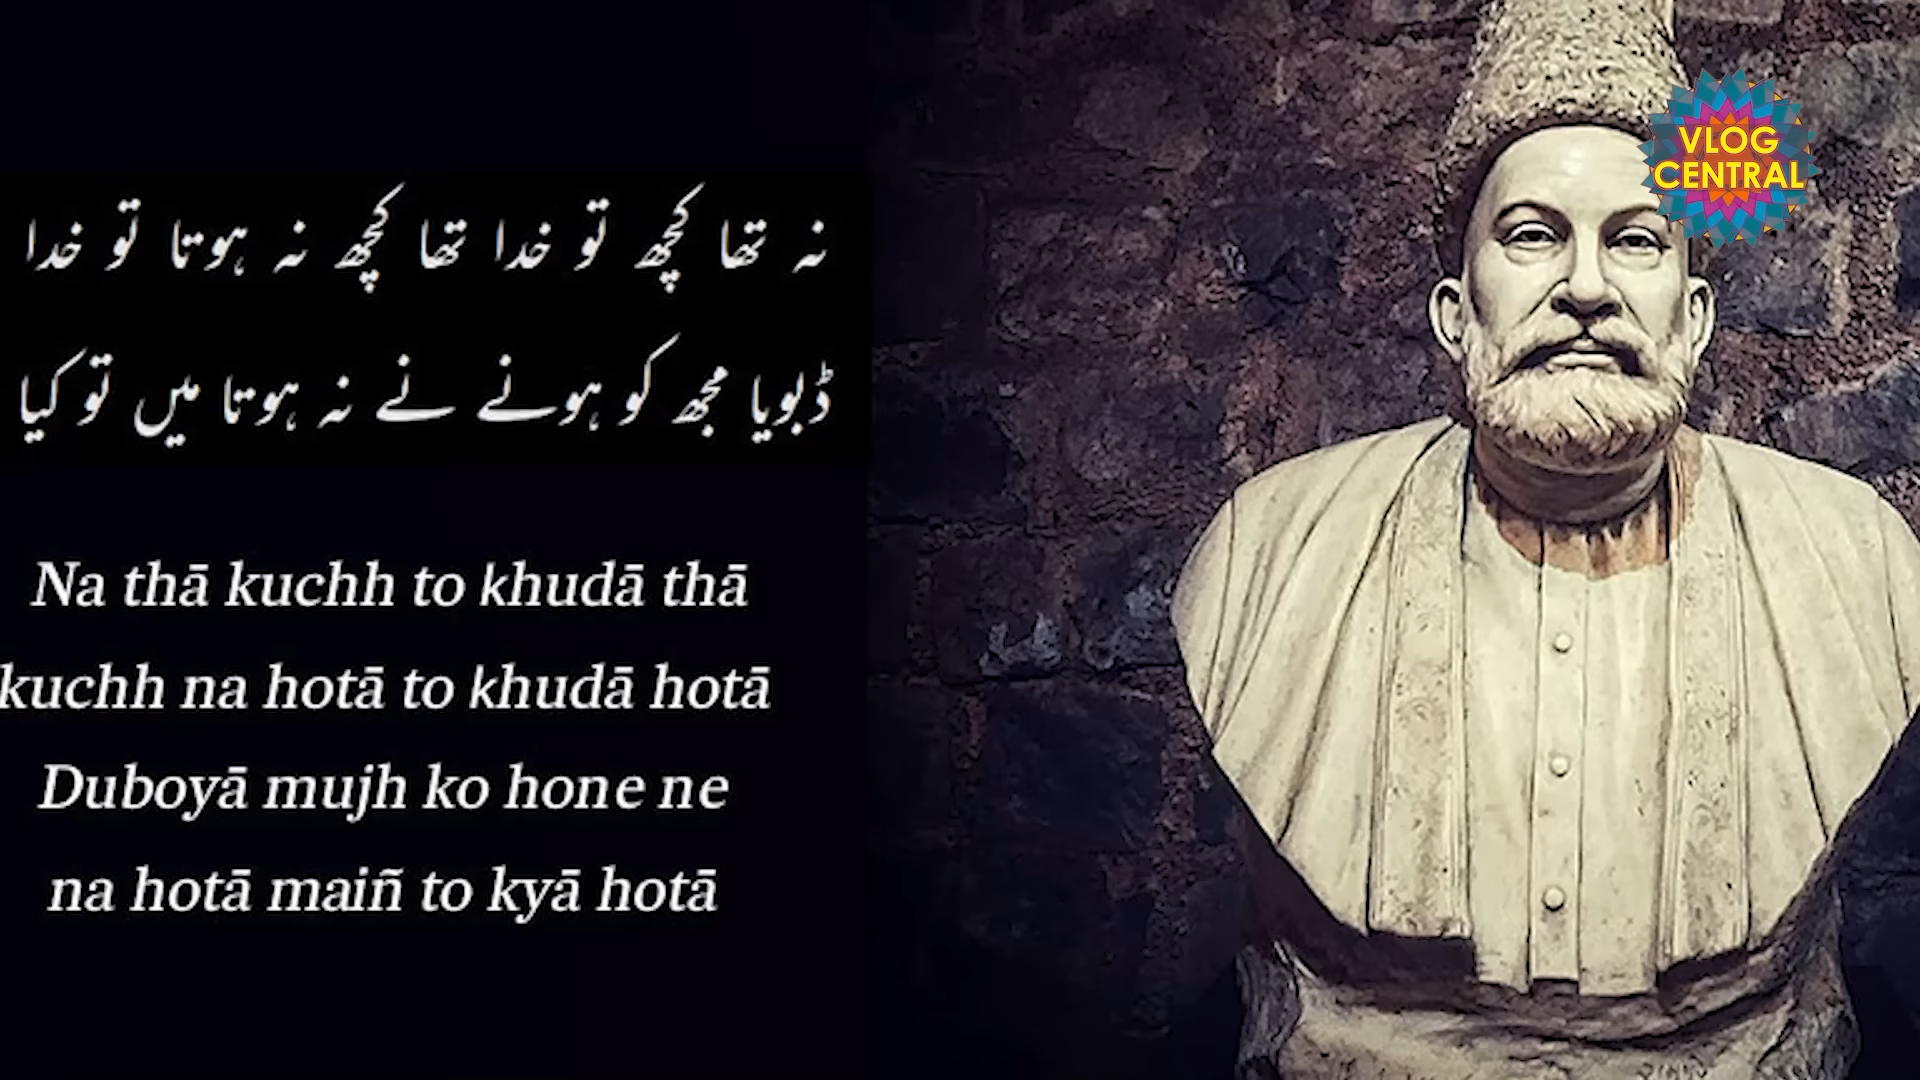 نہ تھا کچھ تو خدا تھا کچھ نہ ہوتا تو خدا
ڈبویا مجھ کو ہونے نے نہ ہوتا میں تو کیا
Na thā kuchh to khudā thā
kuchh na hotā to khudā hotā
Duboyā mujh ko hone ne
na hotā maiñ to kyā hotā
VLOG
CENTRAL